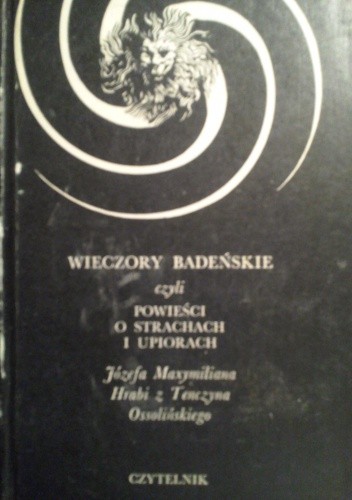 WIECZORY BADEŃSKIE
czyli
POWIEŚCI
O STRACHACH
I UPIORACH
Józefa Maxymiliana
Hrabi z Tenczyna
Ossolińskiego
CZYTELNIK